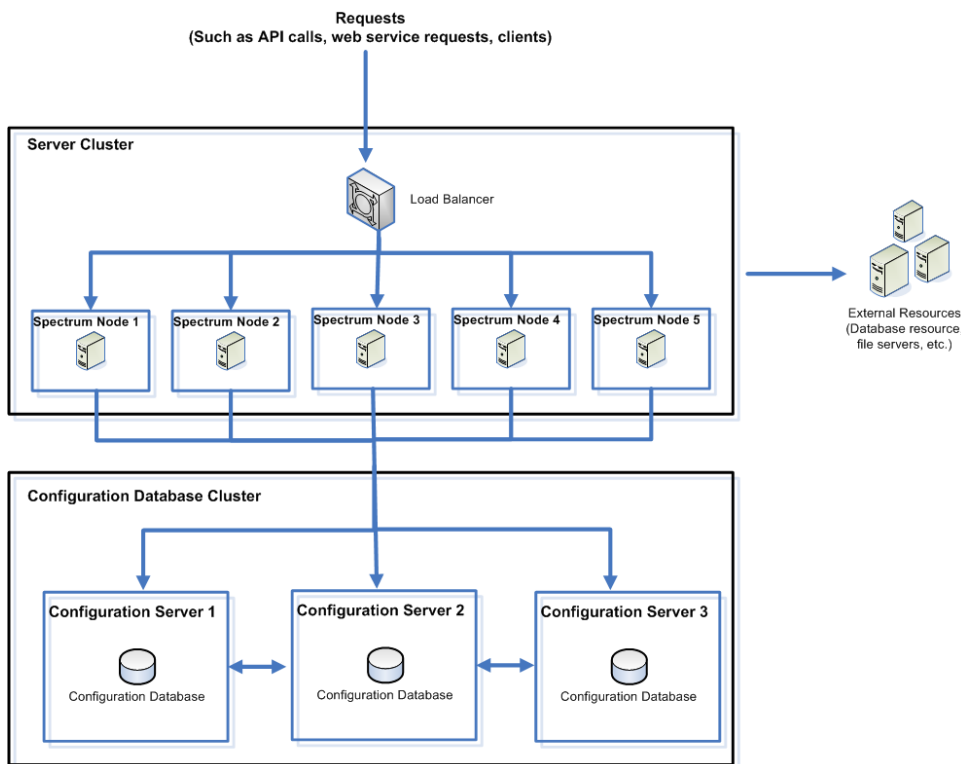 Requests
(Such as API calls, web service requests, clients)
Server Cluster
Load Balancer
Spectrum Node 1
Spectrum Node 2
Spectrum Node 3
Spectrum Node 4
Spectrum Node 5
External Resources
(Database resource
file servers, etc.)
Configuration Database Cluster
Configuration Server 1
Configuration Database
Configuration Server 2
Configuration Database
Configuration Server 3
Configuration Database